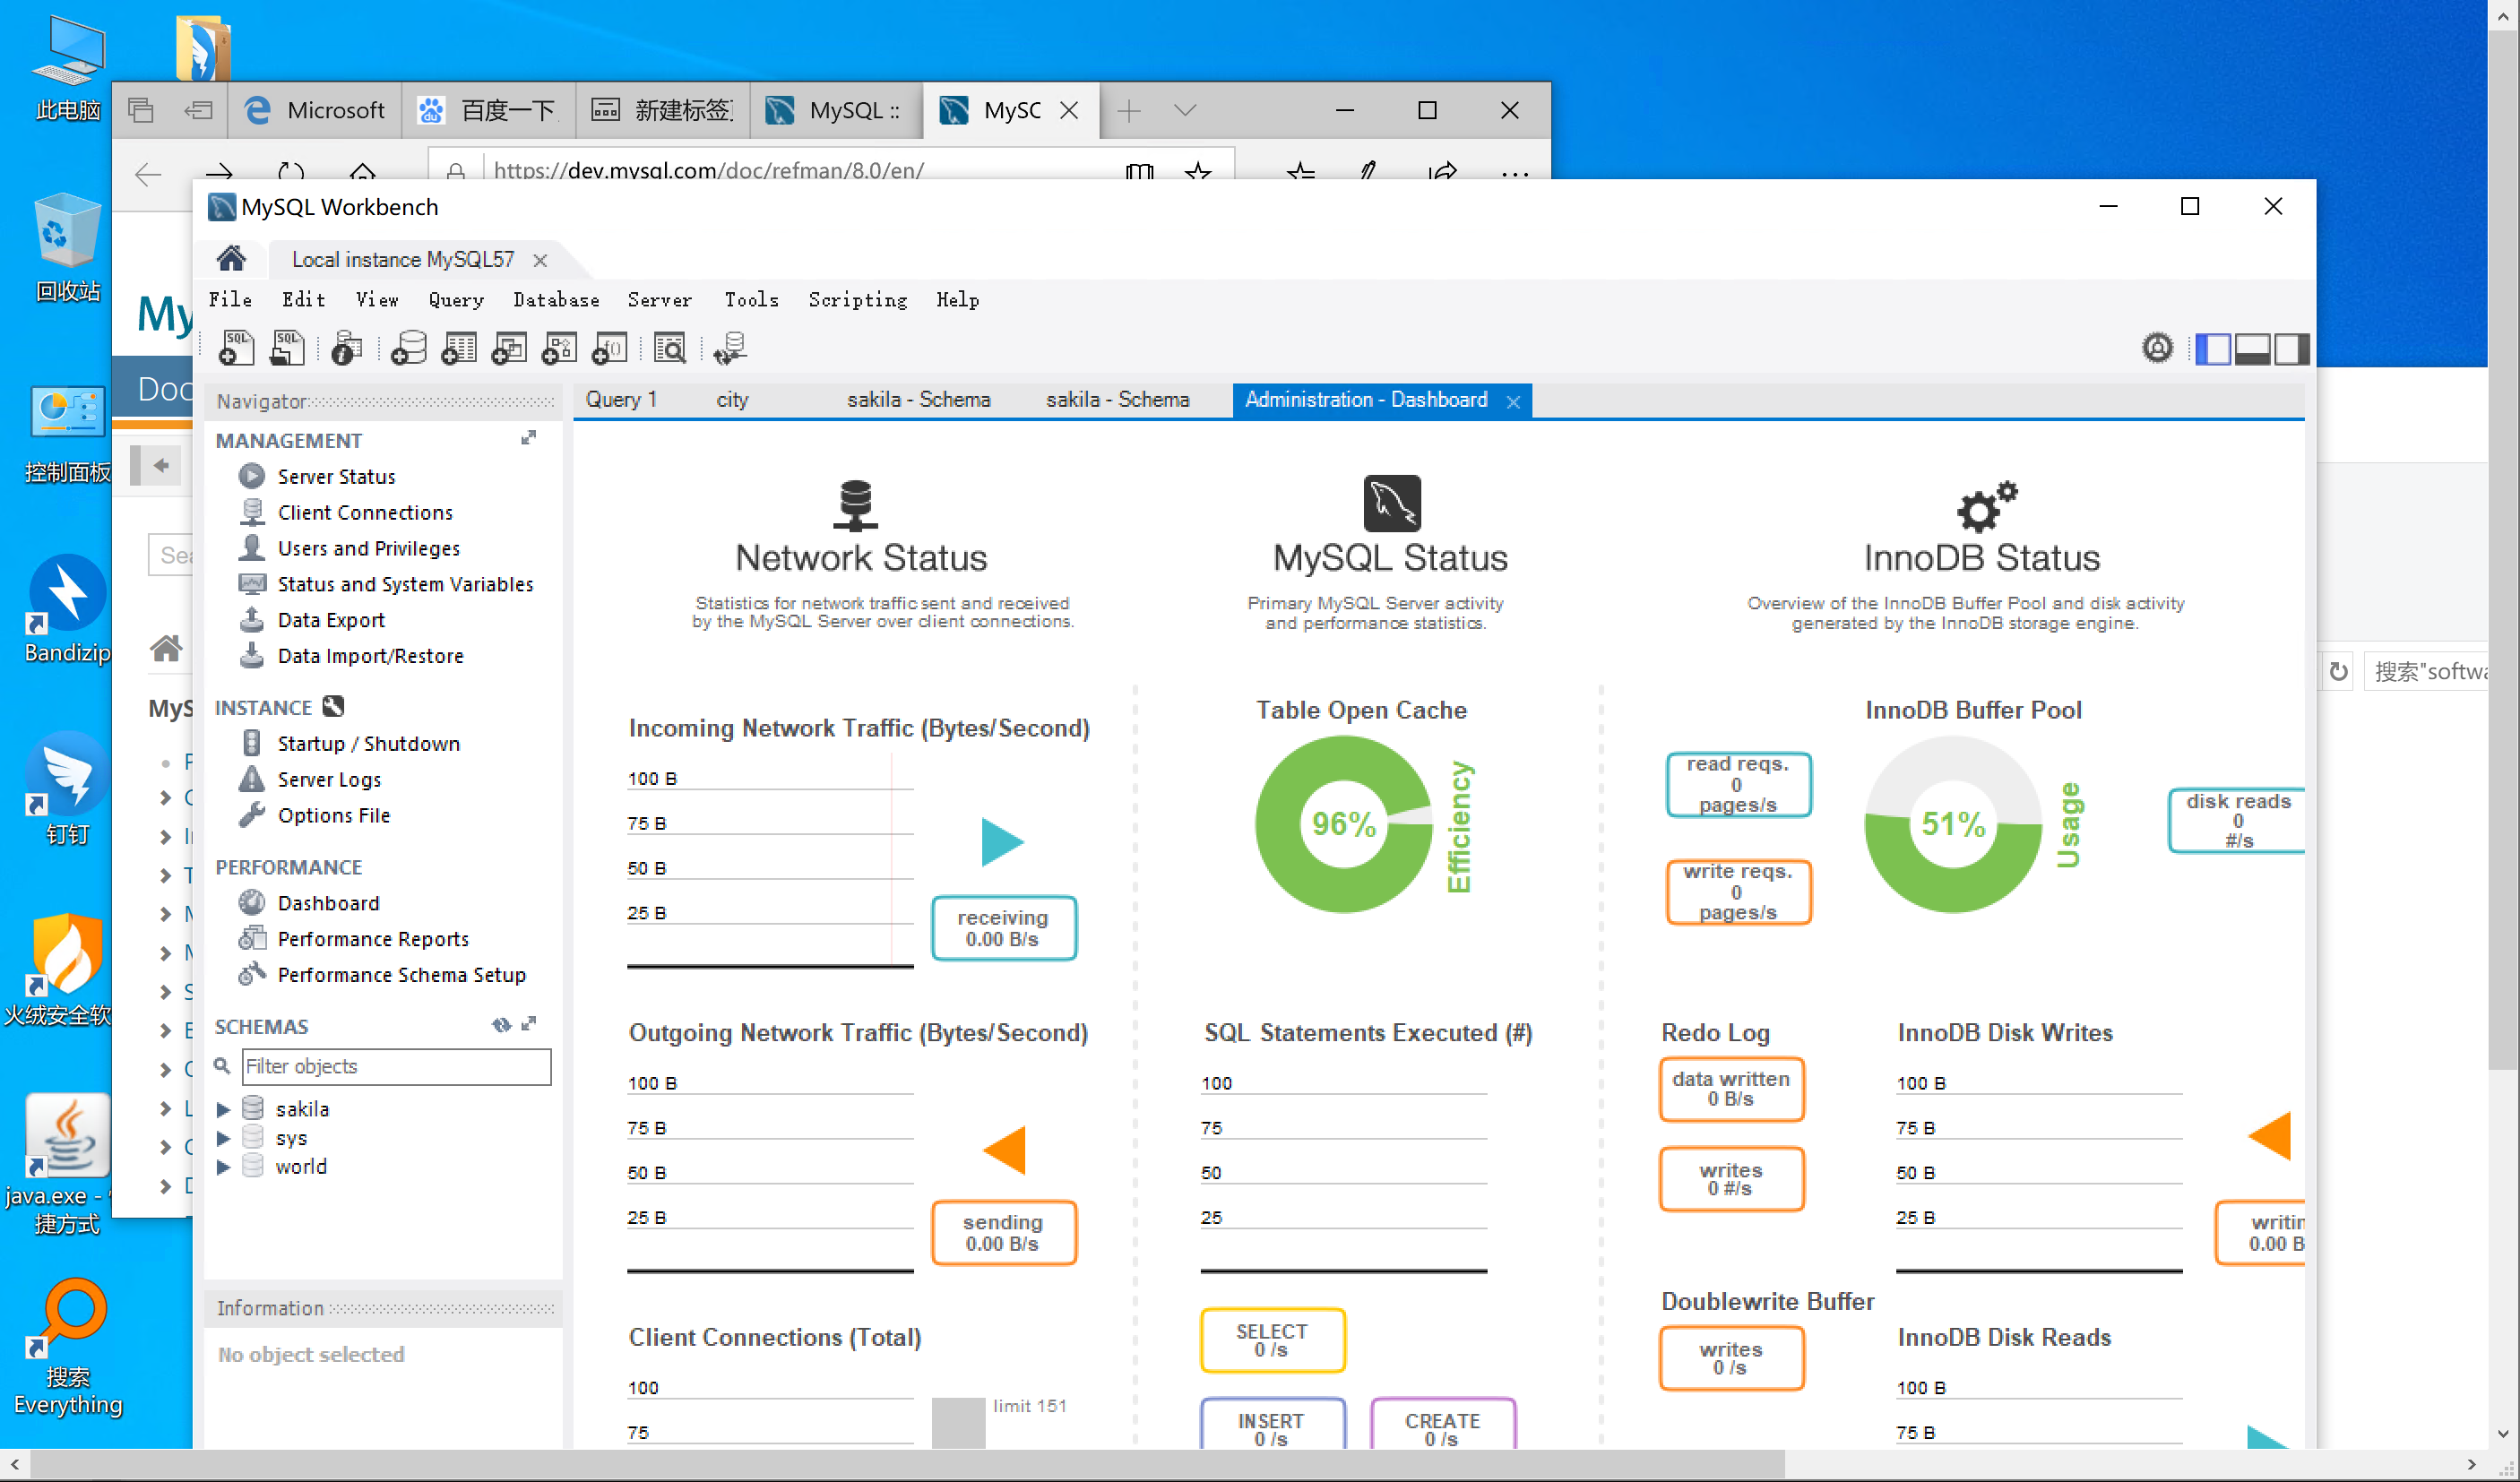 此电脑
Microsoft
百度一下
新建标签
MySQL ::
MySC
https://dev.mysql.com/doc/refman/8.0/en/
回收站
My
Doc
控制面板
Sea
Bandizip
MyS
钉钉
火绒安全软
java.exe -
捷方式
搜索
Everything
MySQL Workbench
Local instance MySQL57
File Edit View Query Database Server Tools Scripting Help
Navigator
MANAGEMENT
Server Status
Client Connections
Users and Privileges
Status and System Variables
Data Export
Data Import/Restore
INSTANCE
Startup / Shutdown
Server Logs
Options File
PERFORMANCE
Dashboard
Performance Reports
Performance Schema Setup
SCHEMAS
Filter objects
sakila
sys
world
Information
No object selected
Query 1 city sakila - Schema sakila - Schema Administration - Dashboard
Network Status
Statistics for network traffic sent and received
by the MySQL Server over client connections.
Incoming Network Traffic (Bytes/Second)
100 B
75 B
50 B
25 B
receiving
0.00 B/s
Outgoing Network Traffic (Bytes/Second)
100 B
75 B
50 B
25 B
sending
0.00 B/s
Client Connections (Total)
100
75
limit 151
MySQL Status
Primary MySQL Server activity
and performance statistics.
Table Open Cache
96%
Efficiency
SQL Statements Executed (#)
100
75
50
25
SELECT
0 /s
INSERT
0 /s
CREATE
0 /s
InnoDB Status
Overview of the InnoDB Buffer Pool and disk activity
generated by the InnoDB storage engine.
InnoDB Buffer Pool
read reqs.
0
pages/s
write reqs.
0
pages/s
51%
Usage
disk reads
0
#/s
Redo Log
data written
0 B/s
writes
0 #/s
Doublewrite Buffer
writes
0 /s
InnoDB Disk Writes
100 B
75 B
50 B
25 B
writin
0.00 B
InnoDB Disk Reads
100 B
75 B
搜索"softwa